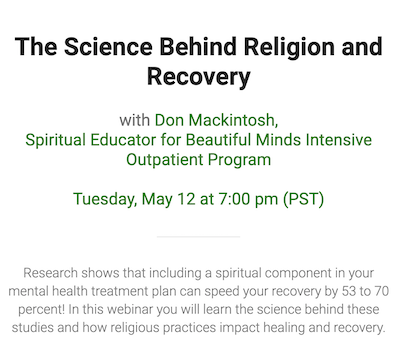 The Science Behind Religion and
Recovery
with Don Mackintosh,
Spiritual Educator for Beautiful Minds Intensive
Outpatient Program
Tuesday, May 12 at 7:00 pm (PST)
Research shows that including a spiritual component in your
mental health treatment plan can speed your recovery by 53 to 70
percent! In this webinar you will learn the science behind these
studies and how religious practices impact healing and recovery.